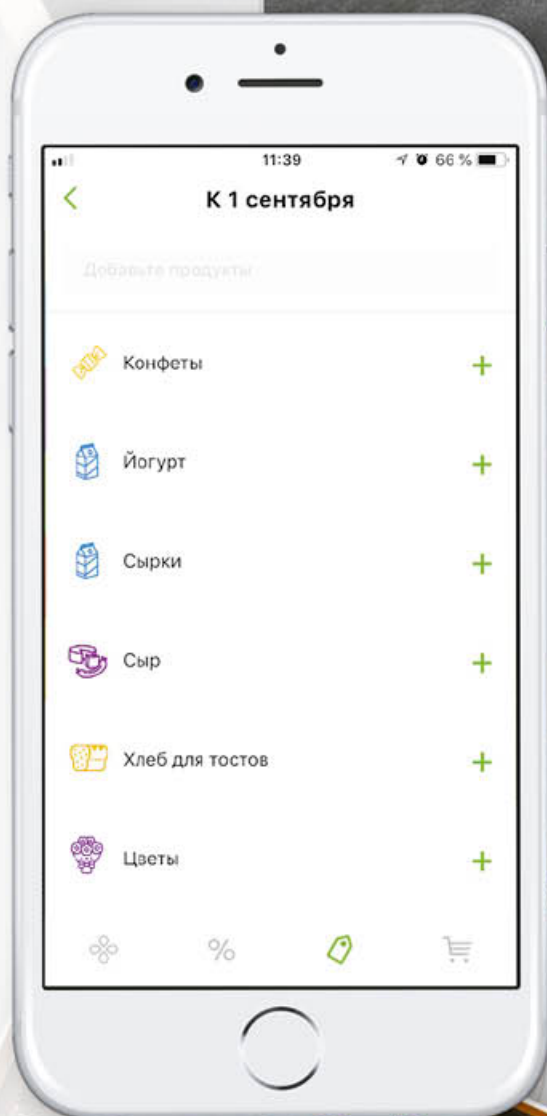 11:39
66 %
К 1 сентября
Добавьте продукты
Конфеты
Йогурт
Сырки
Сыр
Хлеб для тостов
Цветы
%